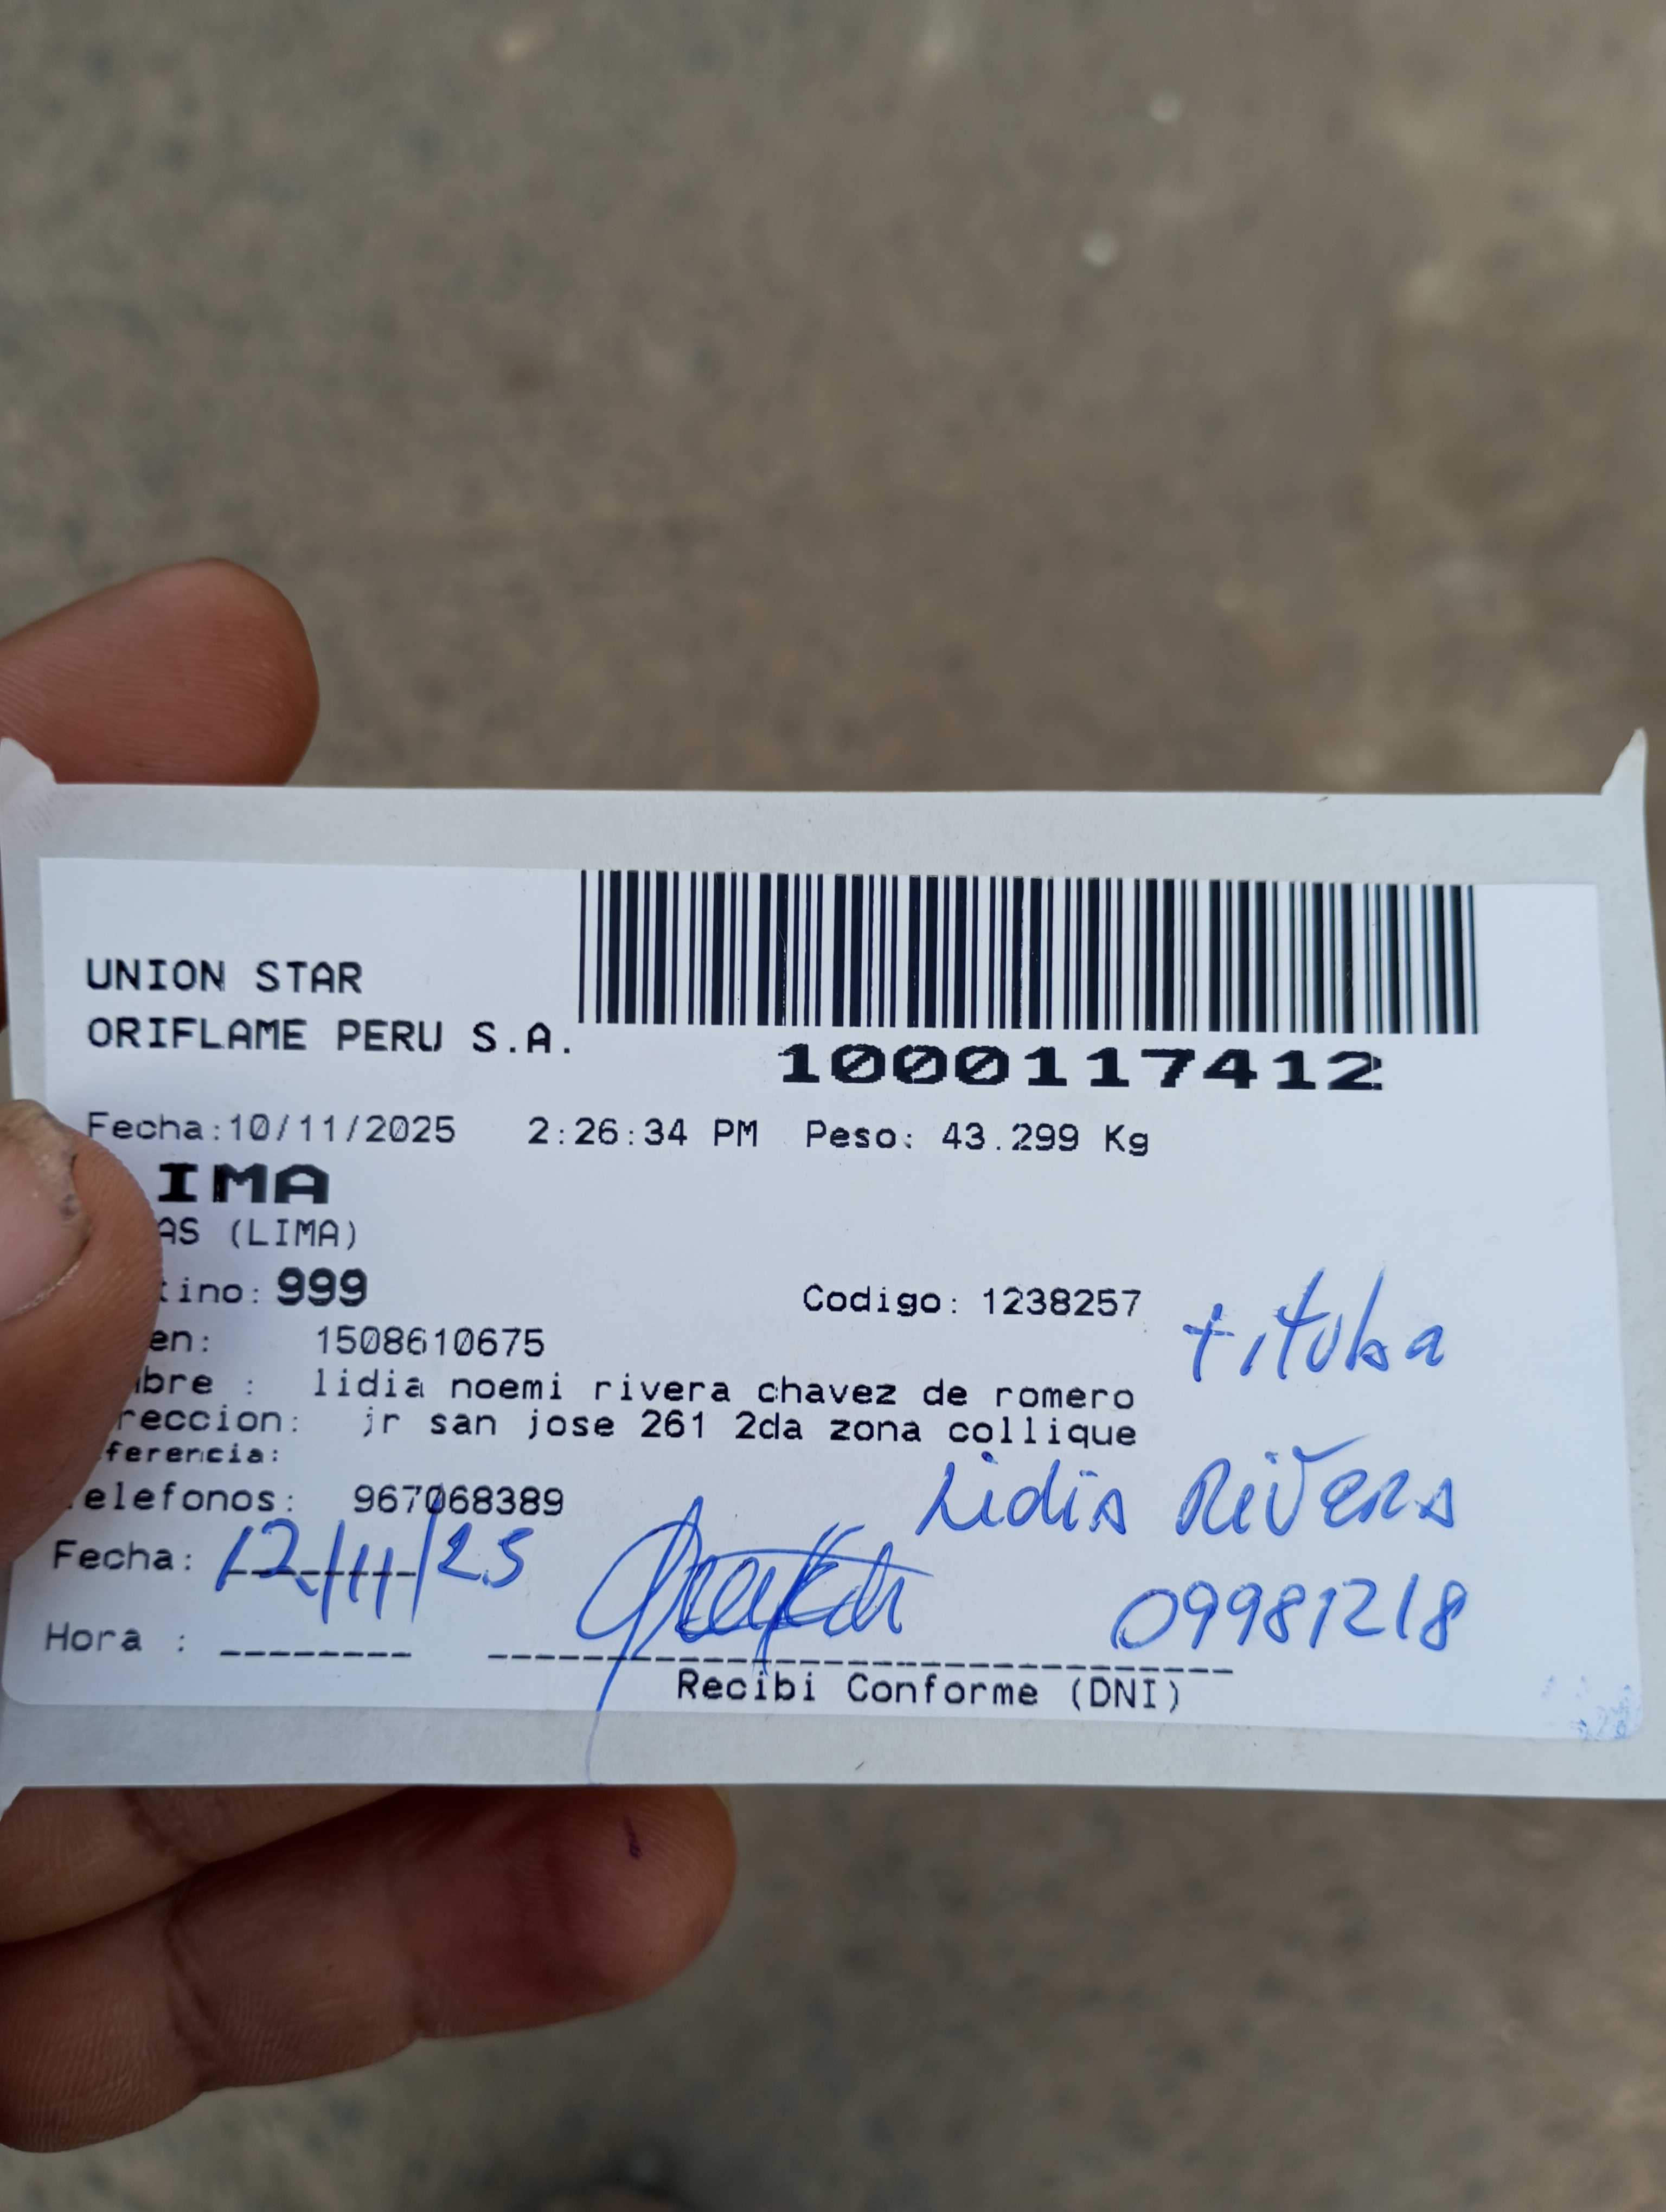 UNION STAR
ORIFLAME PERU S.A.
1000117412
Fecha:10/11/2025 2:26:34 PM Peso: 43.299 Kg
IMA
AS (LIMA)
tino: 999 Codigo: 1238257
en: 1508610675
bre : lidia noemi rivera chavez de romero
reccion: jr san jose 261 2da zona collique
ferencia:
elefonos: 967068389
Lidia Rivera
Fecha: 12/11/25
09981218
Hora :
Recibi Conforme (DNI)